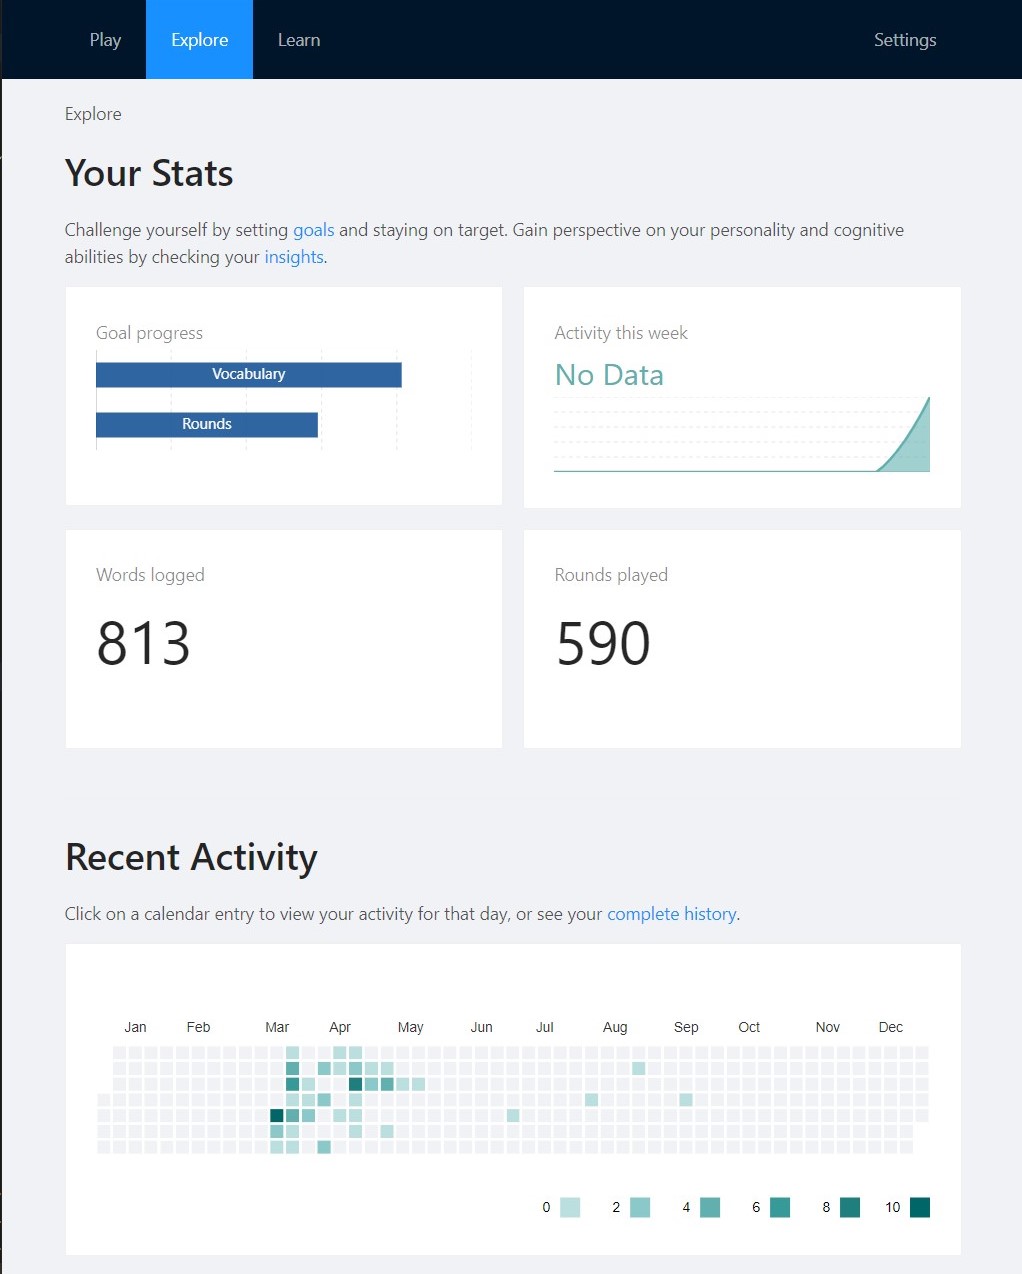 Play Explore Learn Settings
Explore
Your Stats
Challenge yourself by setting goals and staying on target. Gain perspective on your personality and cognitive
abilities by checking your insights.
Goal progress
Vocabulary
Rounds
Activity this week
No Data
Words logged
813
Rounds played
590
Recent Activity
Click on a calendar entry to view your activity for that day, or see your complete history.
Jan Feb Mar Apr May Jun Jul Aug Sep Oct Nov Dec
0 2 4 6 8 10